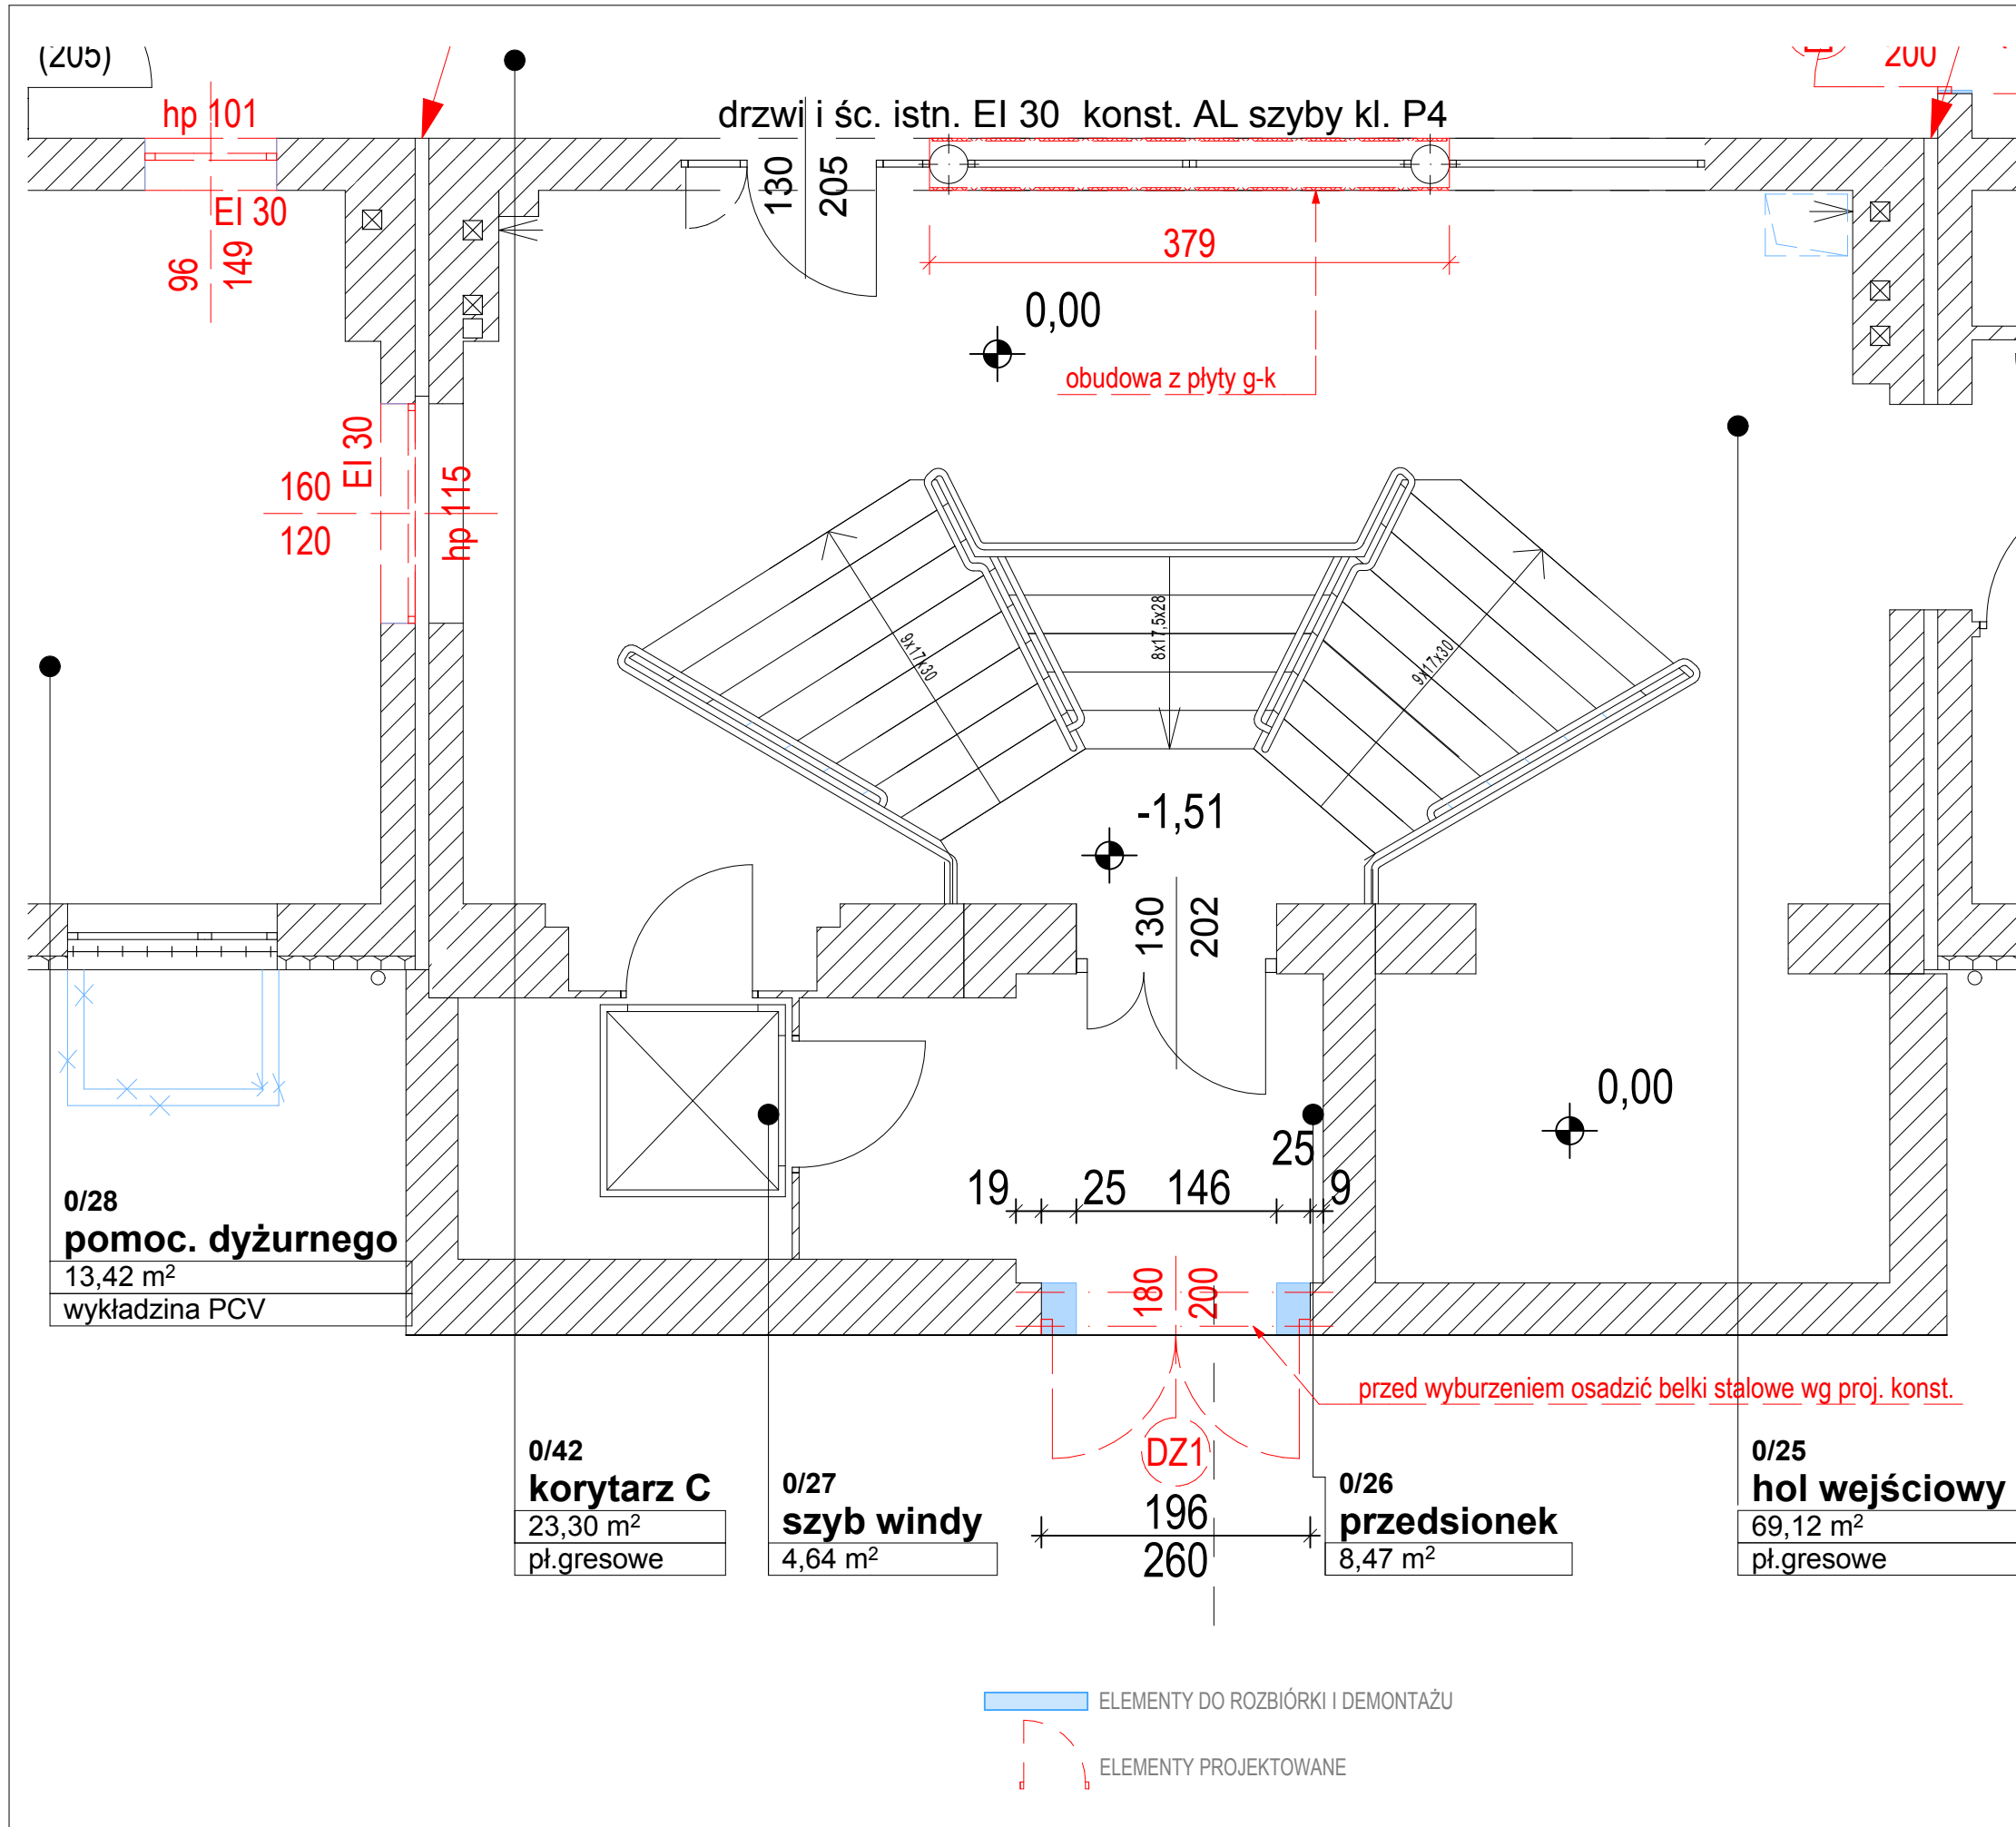 (205)
200
hp 101
drzwi i śc. istn. EI 30 konst. AL szyby kl. P4
130
205
EI 30
96
149
379
0,00
obudowa z płyty g-k
EI 30
160
120
hp 115
9x17x30
8x17,5x28
9x17x30
-1,51
130
202
0,00
19
25
146
25
9
0/28
pomoc. dyżurnego
13,42 m²
wykładzina PCV
180
200
przed wyburzeniem osadzić belki stalowe wg proj. konst.
DZ1
0/42
korytarz C
23,30 m²
pł.gresowe
0/27
szyb windy
4,64 m²
196
260
0/26
przedsionek
8,47 m²
0/25
hol wejściowy
69,12 m²
pł.gresowe
ELEMENTY DO ROZBIÓRKI I DEMONTAŻU
ELEMENTY PROJEKTOWANE